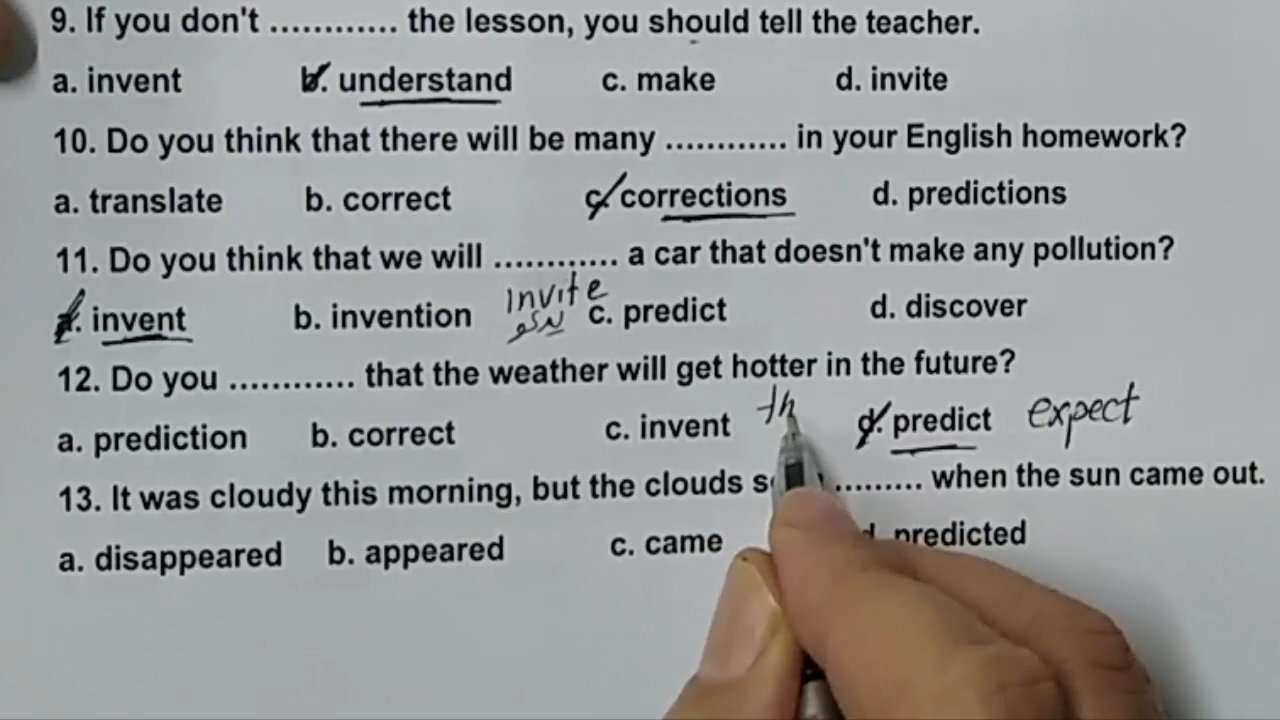 9. If you don't ............ the lesson, you should tell the teacher.
a. invent b. understand c. make d. invite
10. Do you think that there will be many ............ in your English homework?
a. translate b. correct c. corrections d. predictions
11. Do you think that we will ............ a car that doesn't make any pollution?
invite
a. invent b. invention يدعو c. predict d. discover
12. Do you ............ that the weather will get hotter in the future?
a. prediction b. correct c. invent th d. predict expect
13. It was cloudy this morning, but the clouds ......... when the sun came out.
a. disappeared b. appeared c. came d. predicted